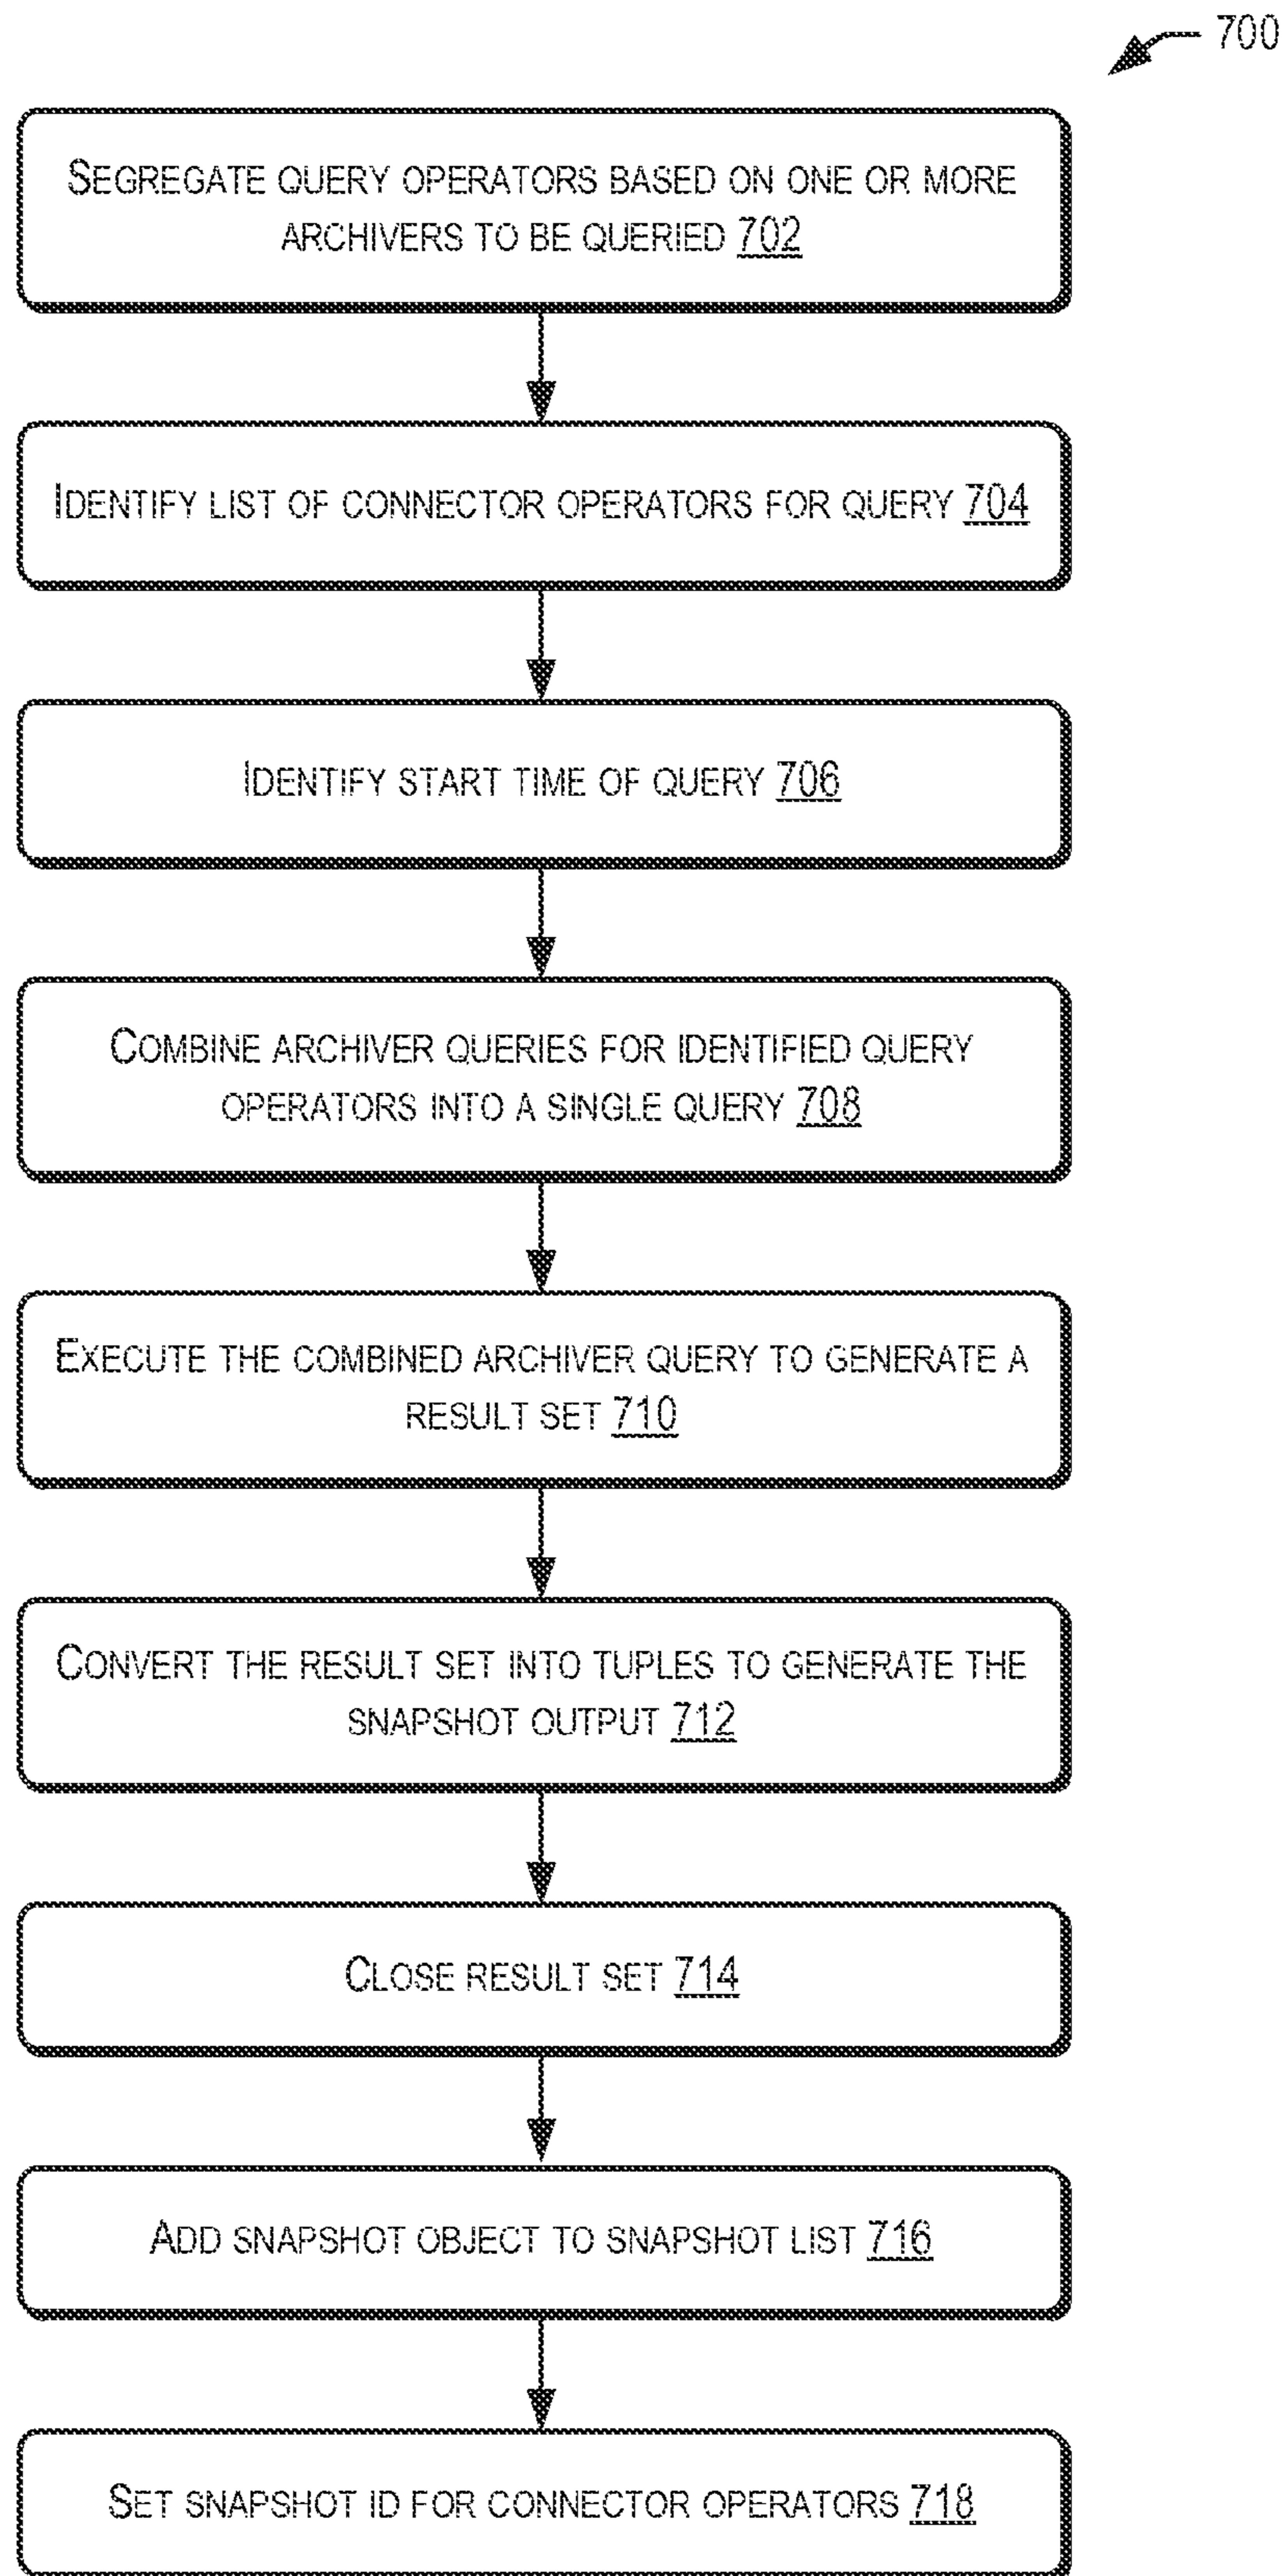 700
SEGREGATE QUERY OPERATORS BASED ON ONE OR MORE
ARCHIVERS TO BE QUERIED 702
IDENTIFY LIST OF CONNECTOR OPERATORS FOR QUERY 704
IDENTIFY START TIME OF QUERY 706
COMBINE ARCHIVER QUERIES FOR IDENTIFIED QUERY
OPERATORS INTO A SINGLE QUERY 708
EXECUTE THE COMBINED ARCHIVER QUERY TO GENERATE A
RESULT SET 710
CONVERT THE RESULT SET INTO TUPLES TO GENERATE THE
SNAPSHOT OUTPUT 712
CLOSE RESULT SET 714
ADD SNAPSHOT OBJECT TO SNAPSHOT LIST 716
SET SNAPSHOT ID FOR CONNECTOR OPERATORS 718